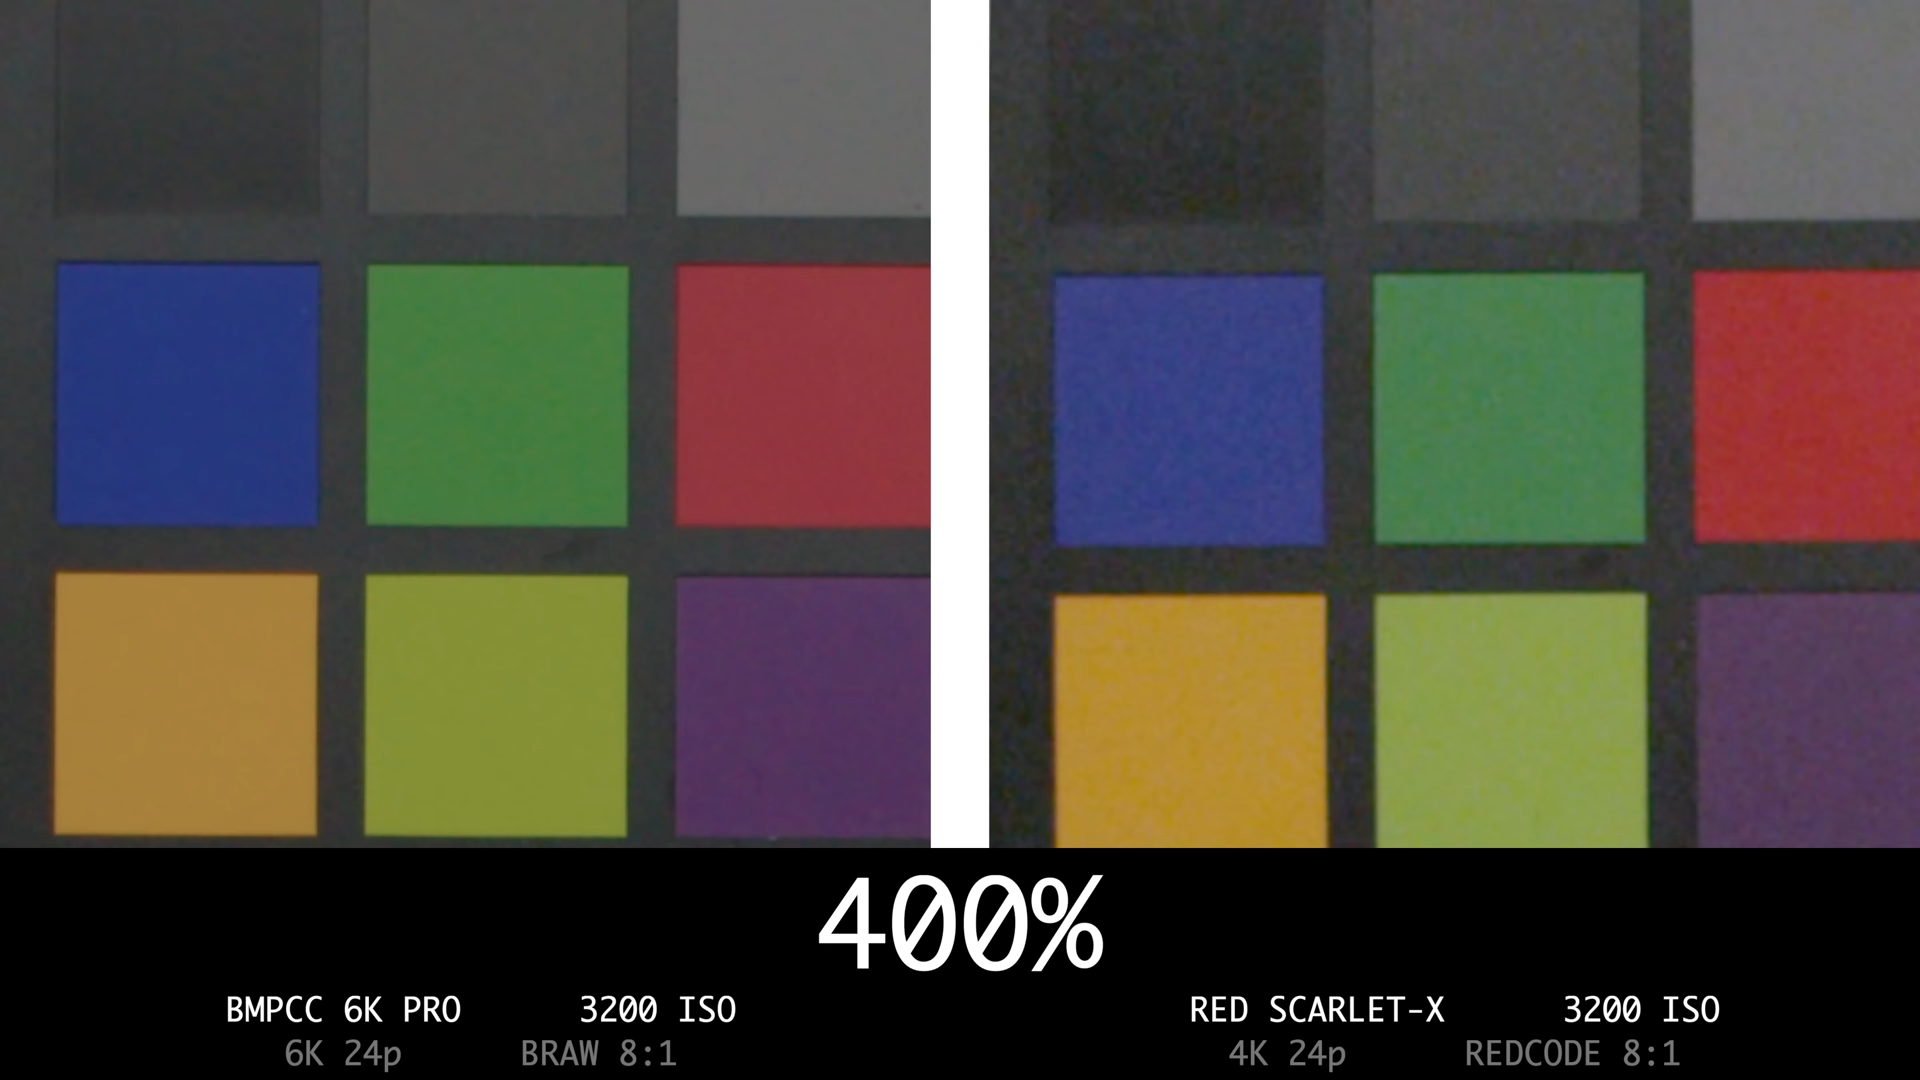 400%
BMPCC 6K PRO 3200 ISO
6K 24p BRAW 8:1
RED SCARLET-X 3200 ISO
4K 24p REDCODE 8:1